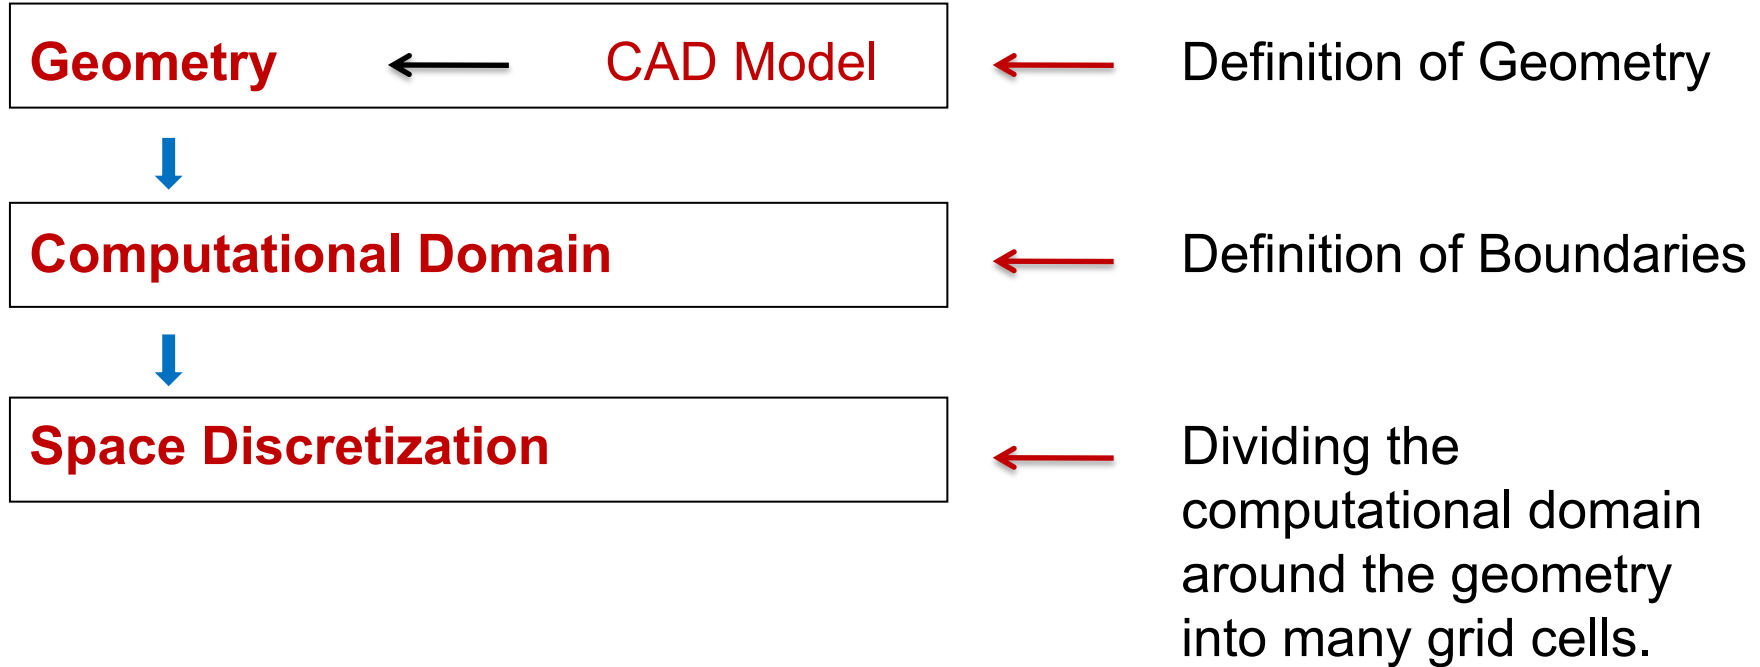 Geometry CAD Model Definition of Geometry
Computational Domain Definition of Boundaries
Space Discretization Dividing the
computational domain
around the geometry
into many grid cells.